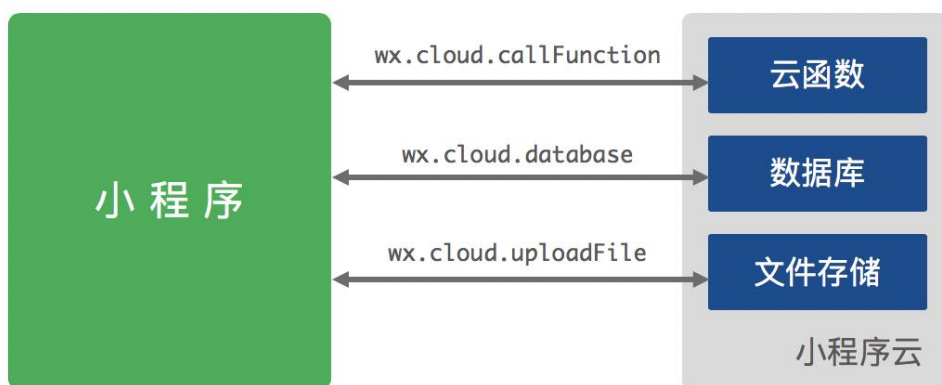 小程序
wx.cloud.callFunction
云函数
wx.cloud.database
数据库
wx.cloud.uploadFile
文件存储
小程序云